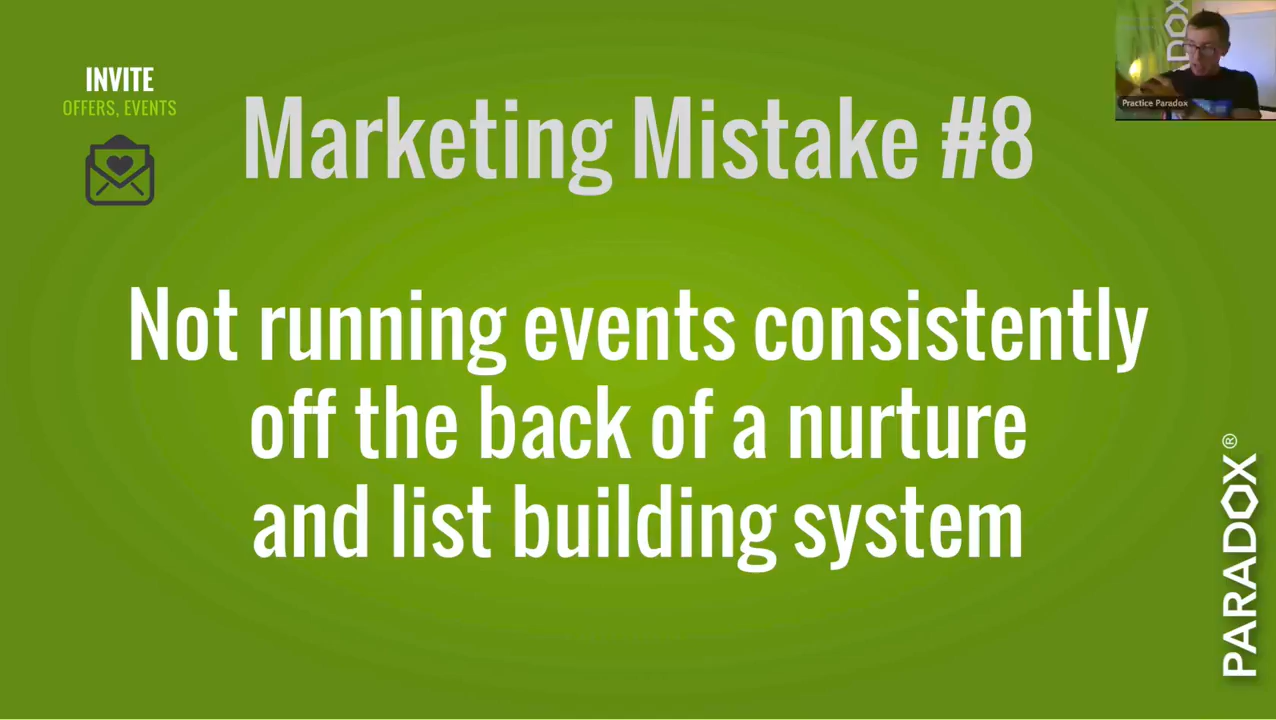 INVITE
OFFERS, EVENTS
Marketing Mistake #8
Not running events consistently
off the back of a nurture
and list building system
DOX
Practice Paradox
PARADOX®